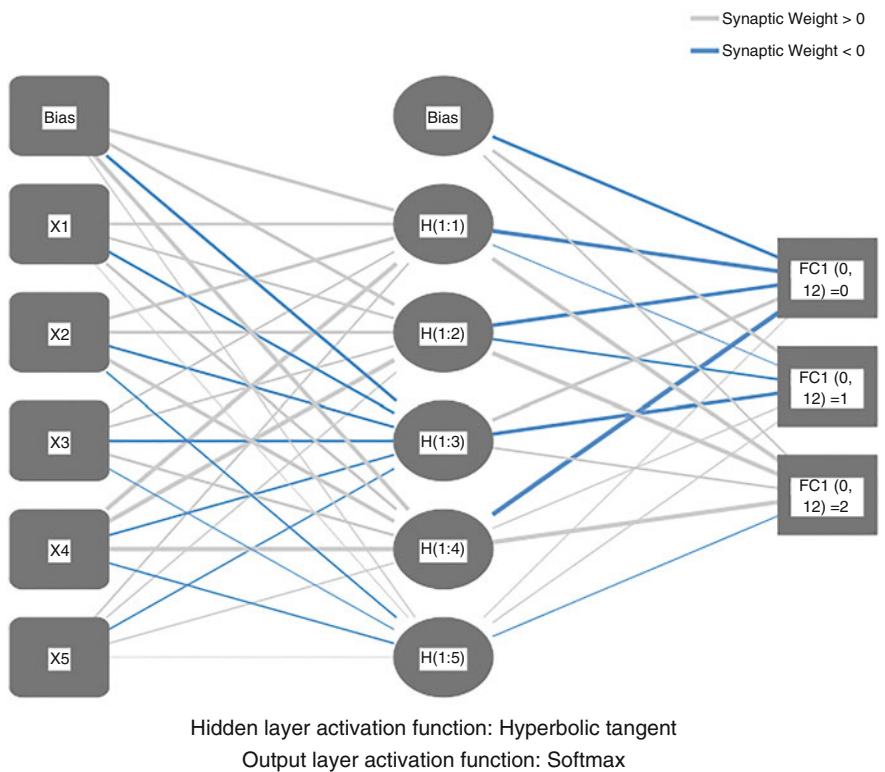 Synaptic Weight > 0
Synaptic Weight < 0
Bias
X1
X2
X3
X4
X5
Bias
H(1:1)
H(1:2)
H(1:3)
H(1:4)
H(1:5)
FC1 (0,
12) =0
FC1 (0,
12) =1
FC1 (0,
12) =2
Hidden layer activation function: Hyperbolic tangent
Output layer activation function: Softmax